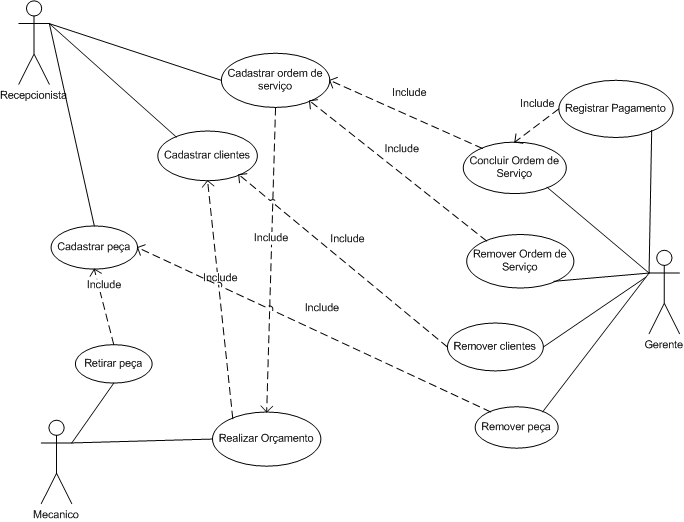 Recepcionista
Cadastrar ordem de
serviço
Include
Include
Registrar Pagamento
Cadastrar clientes
Include
Concluir Ordem de
Serviço
Cadastrar peça
Include
Include
Remover Ordem de
Serviço
Include
Include
Include
Retirar peça
Remover clientes
Gerente
Realizar Orçamento
Remover peça
Mecanico